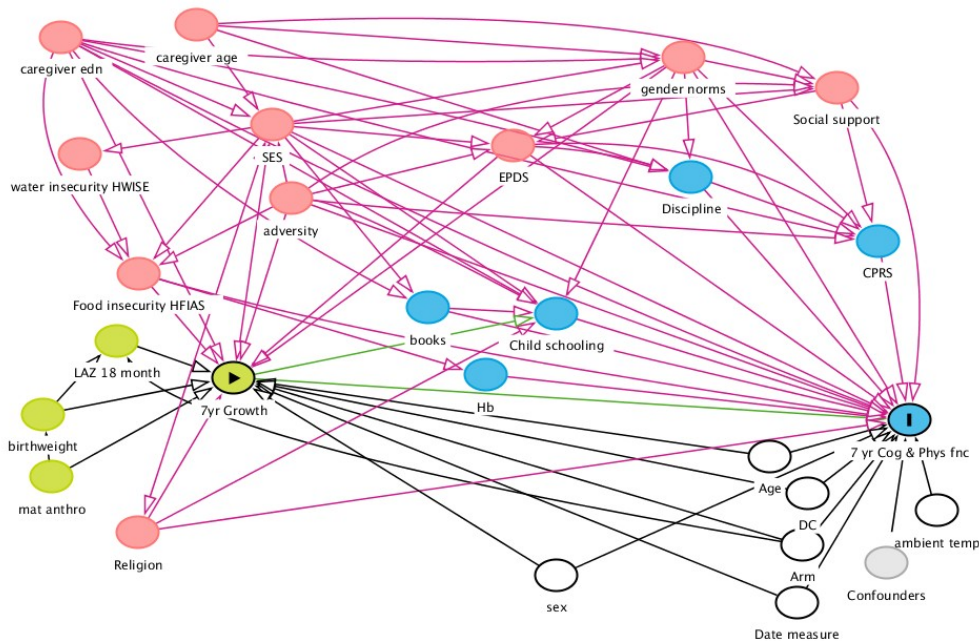 caregiver edn
caregiver age
gender norms
Social support
SES
EPDS
water insecurity HWISE
Discipline
adversity
CPRS
Food insecurity HFIAS
books
Child schooling
LAZ 18 month
7yr Growth
Hb
birthweight
7 yr Cog & Phys fnc
Age
mat anthro
DC
ambient temp
Religion
Arm
Confounders
sex
Date measure